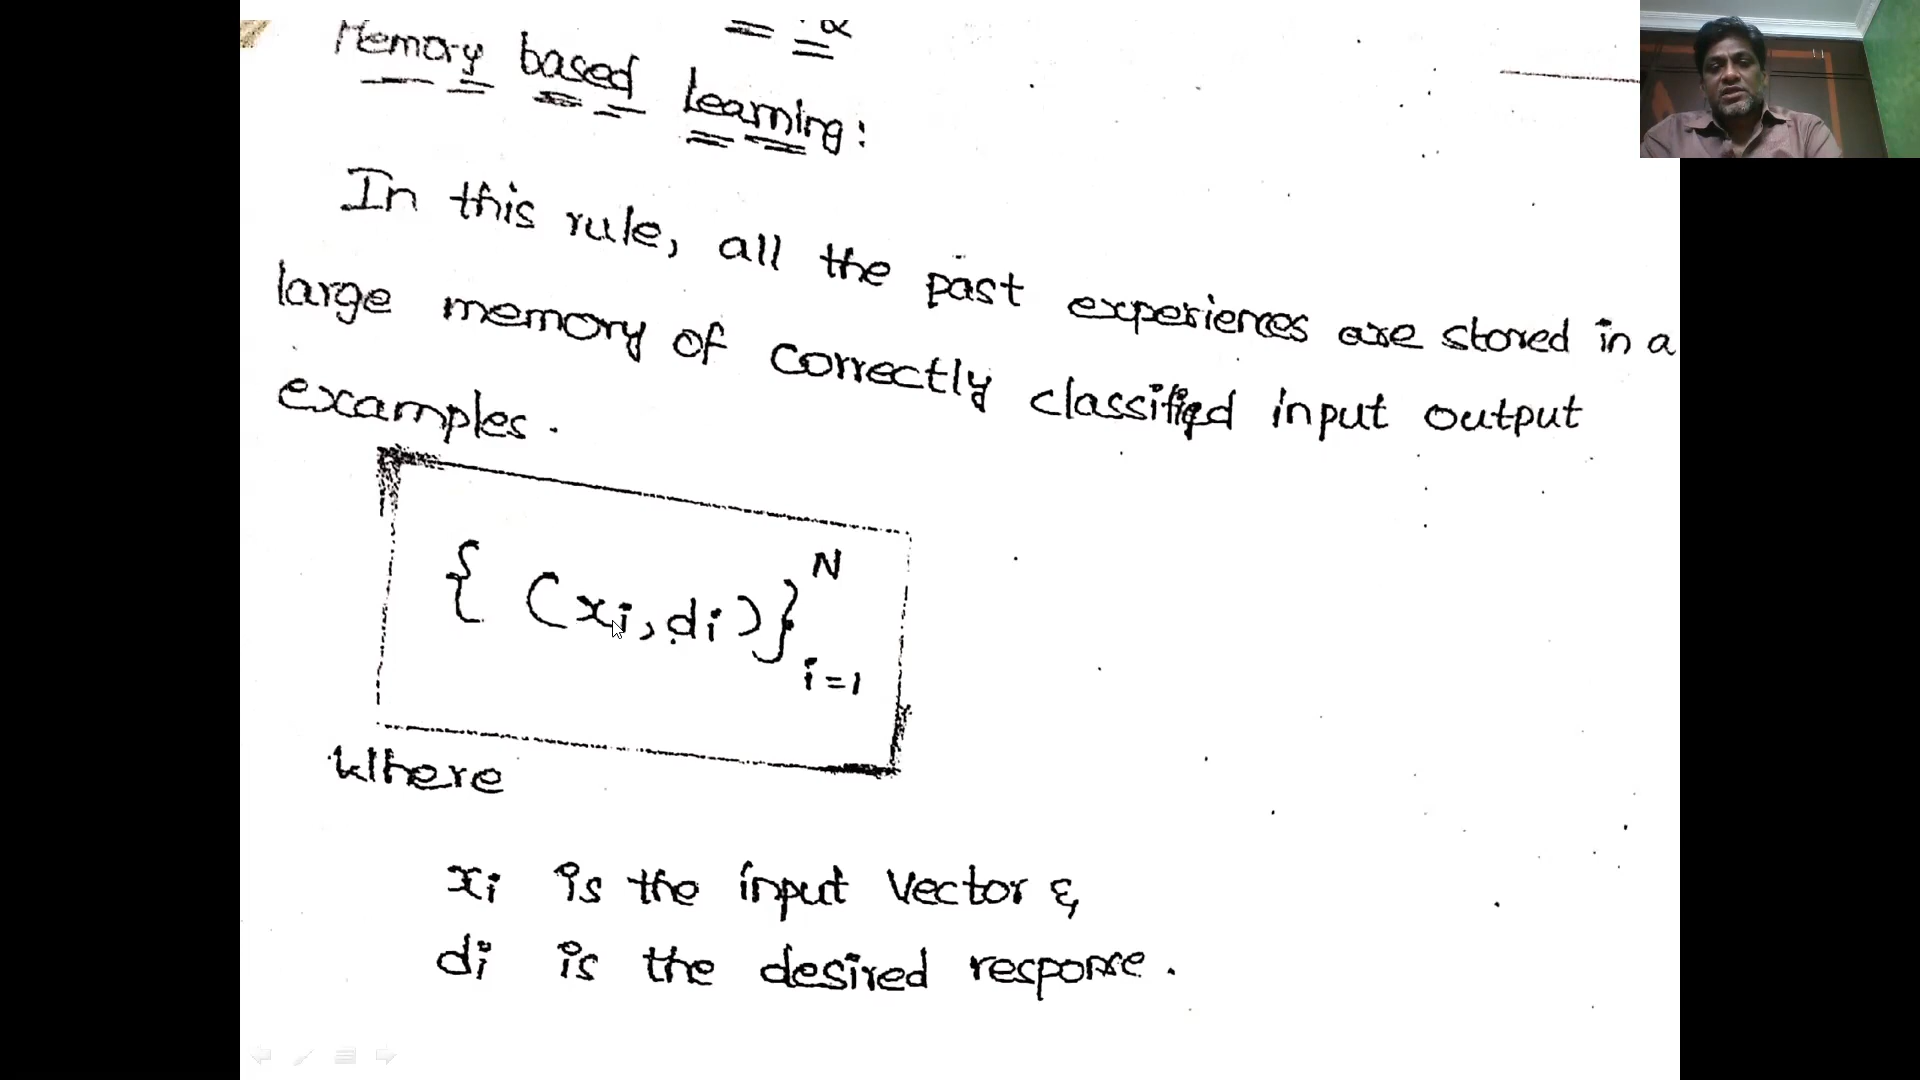 Memory based Learning:
In this rule, all the past experiences are stored in a
large memory of correctly classified input output
examples.
{ (xi, di) }
N
i=1
Where
xi is the input Vector &
di is the desired response.